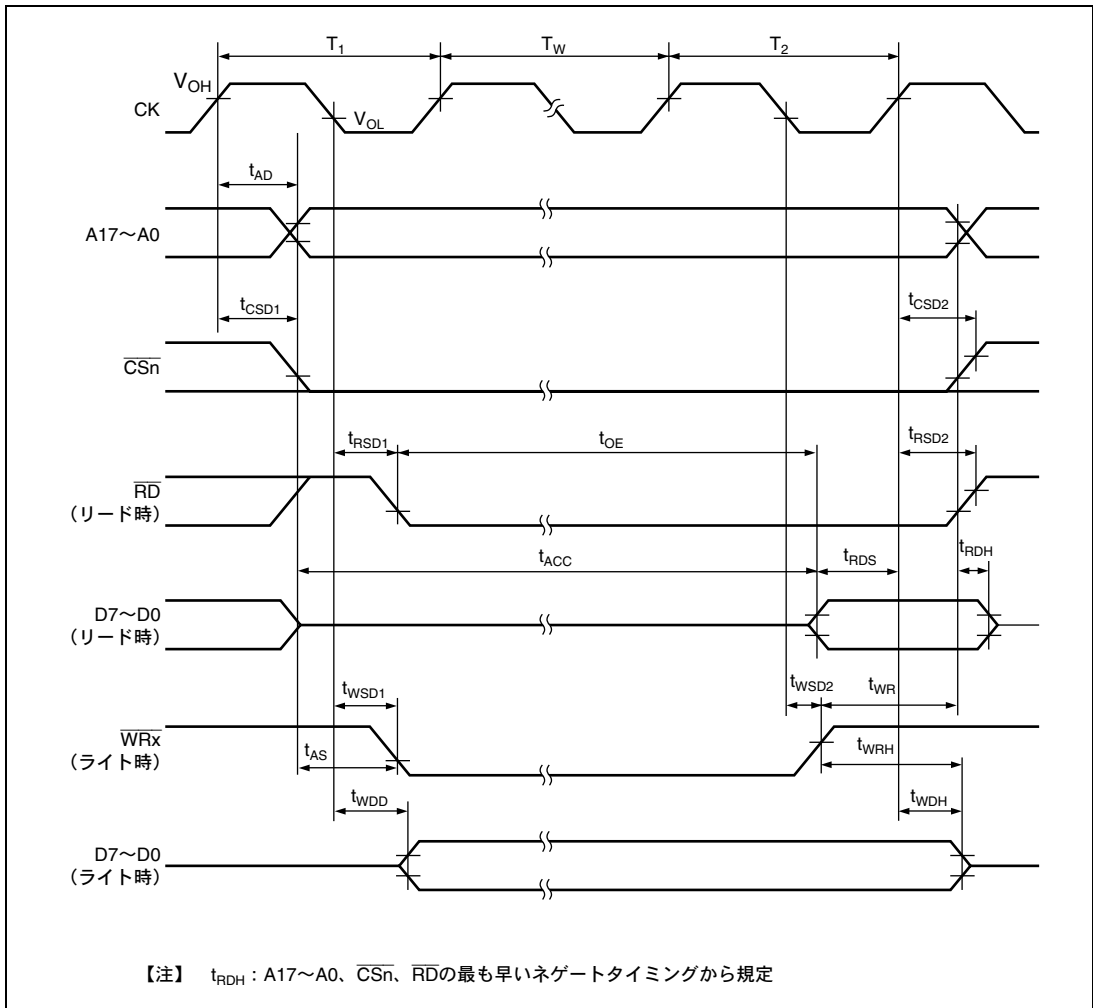 T1 TW T2
VOH
CK
VOL
tAD
A17～A0
tCSD1 tCSD2
CSn
tRSD1 tOE tRSD2
RD
（リード時）
tACC tRDS tRDH
D7～D0
（リード時）
tWSD1 tWSD2 tWR
WRx
（ライト時）
tAS tWRH
tWDD tWDH
D7～D0
（ライト時）
【注】 tRDH：A17～A0、CSn、RDの最も早いネゲートタイミングから規定